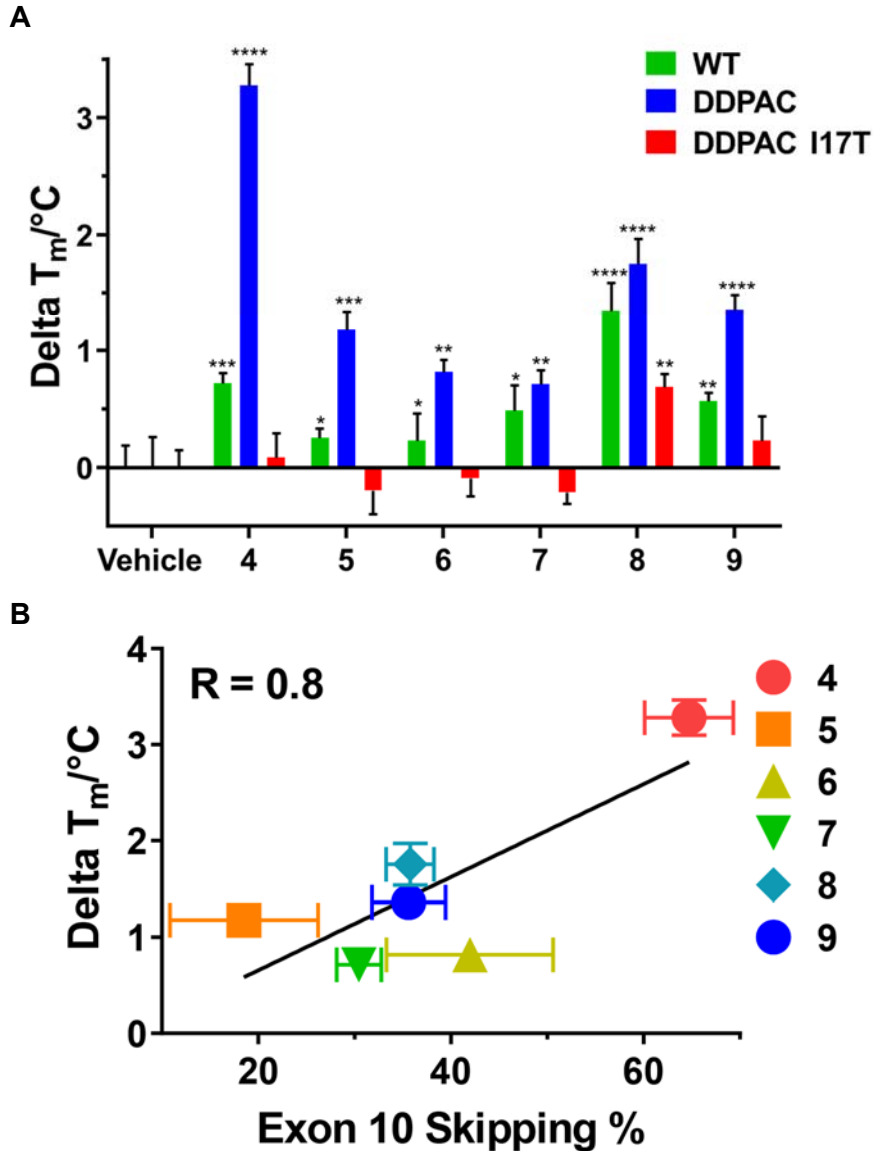 A
WT
DDPAC
DDPAC I17T
Delta Tm/°C
3
2
1
0
****
***
*
***
*
**
*
**
****
****
**
**
****
Vehicle 4 5 6 7 8 9
B
R = 0.8
Delta Tm/°C
4
3
2
1
0
4
5
6
7
8
9
20 40 60
Exon 10 Skipping %